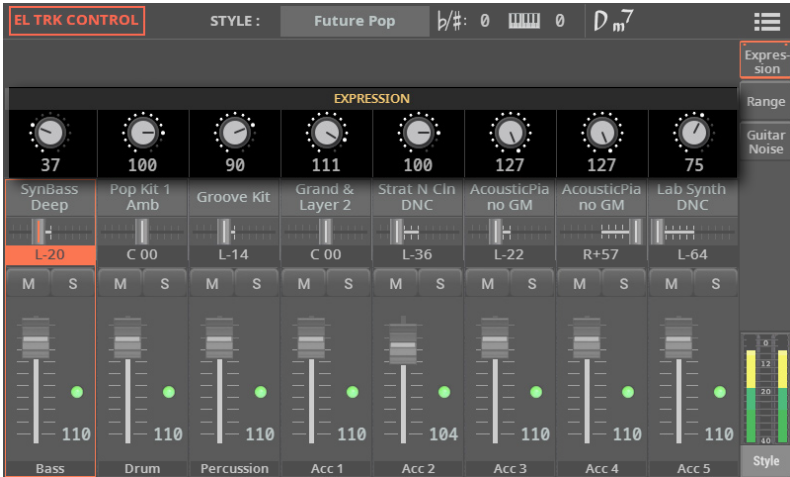 EL TRK CONTROL STYLE : Future Pop ♭/♯: 0 0 Dm7
Expres-
sion
Range
Guitar
Noise
EXPRESSION
37 100 90 111 100 127 127 75
SynBass
Deep
Pop Kit 1
Amb
Groove Kit
Grand &
Layer 2
Strat N Cln
DNC
AcousticPia
no GM
AcousticPia
no GM
Lab Synth
DNC
L-20 C 00 L-14 C 00 L-36 L-22 R+57 L-64
M S M S M S M S M S M S M S M S
0
12
20
40
110 110 110 110 104 110 110 110
Bass Drum Percussion Acc 1 Acc 2 Acc 3 Acc 4 Acc 5
Style